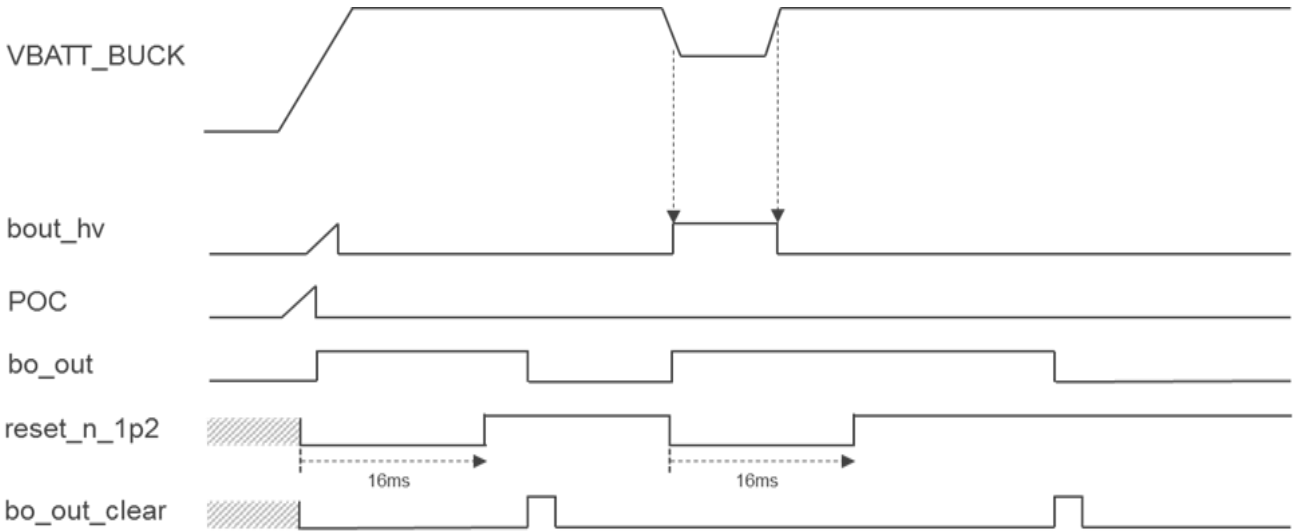 VBATT_BUCK
bout_hv
POC
bo_out
reset_n_1p2
16ms 16ms
bo_out_clear